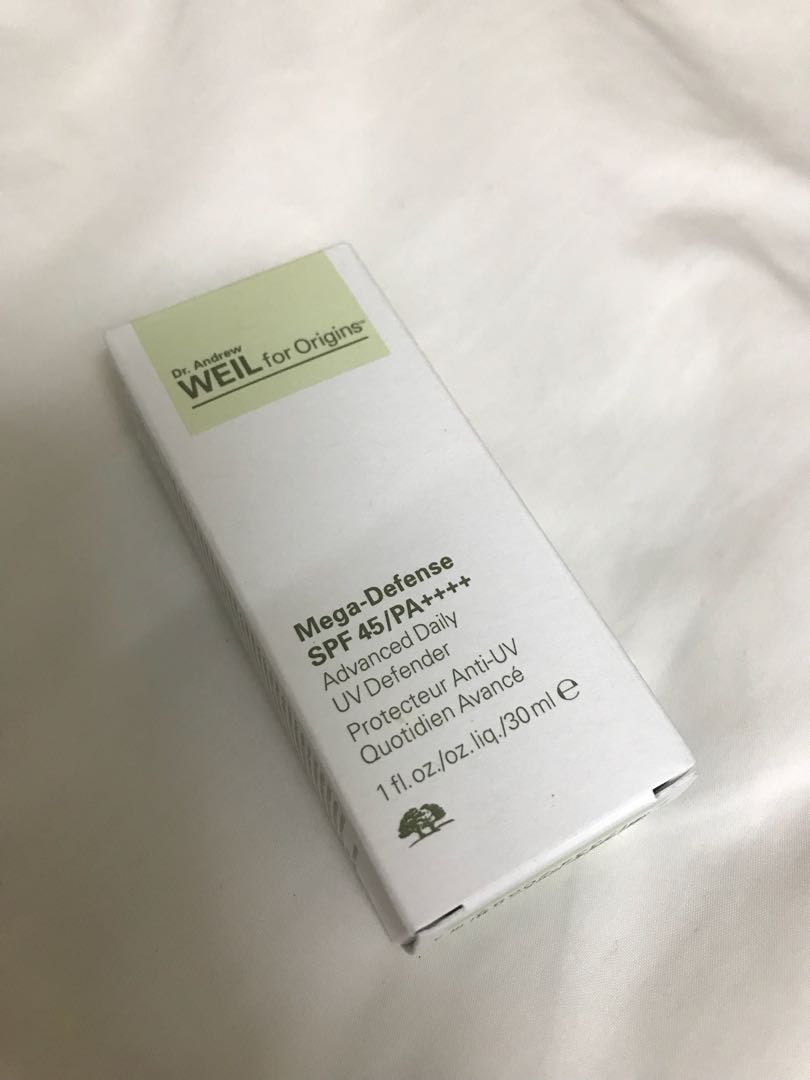 Dr. Andrew
WEIL for Origins™
Mega-Defense
SPF 45/PA++++
Advanced Daily
UV Defender
Protecteur Anti-UV
Quotidien Avancé
1 fl.oz./oz.liq./30 ml ℮